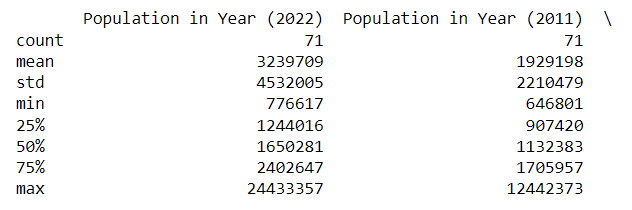 Population in Year (2022)  Population in Year (2011)  \
count                         71                         71
mean                     3239709                    1929198
std                      4532005                    2210479
min                       776617                     646801
25%                      1244016                     907420
50%                      1650281                    1132383
75%                      2402647                    1705957
max                     24433357                   12442373